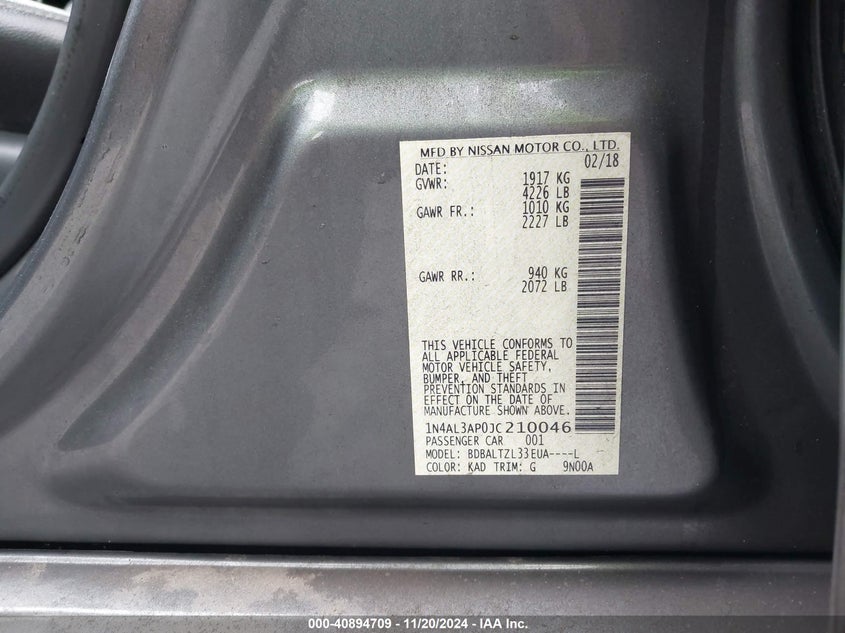 MFD BY NISSAN MOTOR CO., LTD.
DATE: 02/18
GVWR: 1917 KG
4226 LB
GAWR FR.: 1010 KG
2227 LB
GAWR RR.: 940 KG
2072 LB
THIS VEHICLE CONFORMS TO
ALL APPLICABLE FEDERAL
MOTOR VEHICLE SAFETY,
BUMPER, AND THEFT
PREVENTION STANDARDS IN
EFFECT ON THE DATE OF
MANUFACTURE SHOWN ABOVE.
1N4AL3AP0JC210046
PASSENGER CAR 001
MODEL: BDBALTZL33EUA----L
COLOR: KAD TRIM: G 9N00A
000-40894709 - 11/20/2024 - IAA Inc.